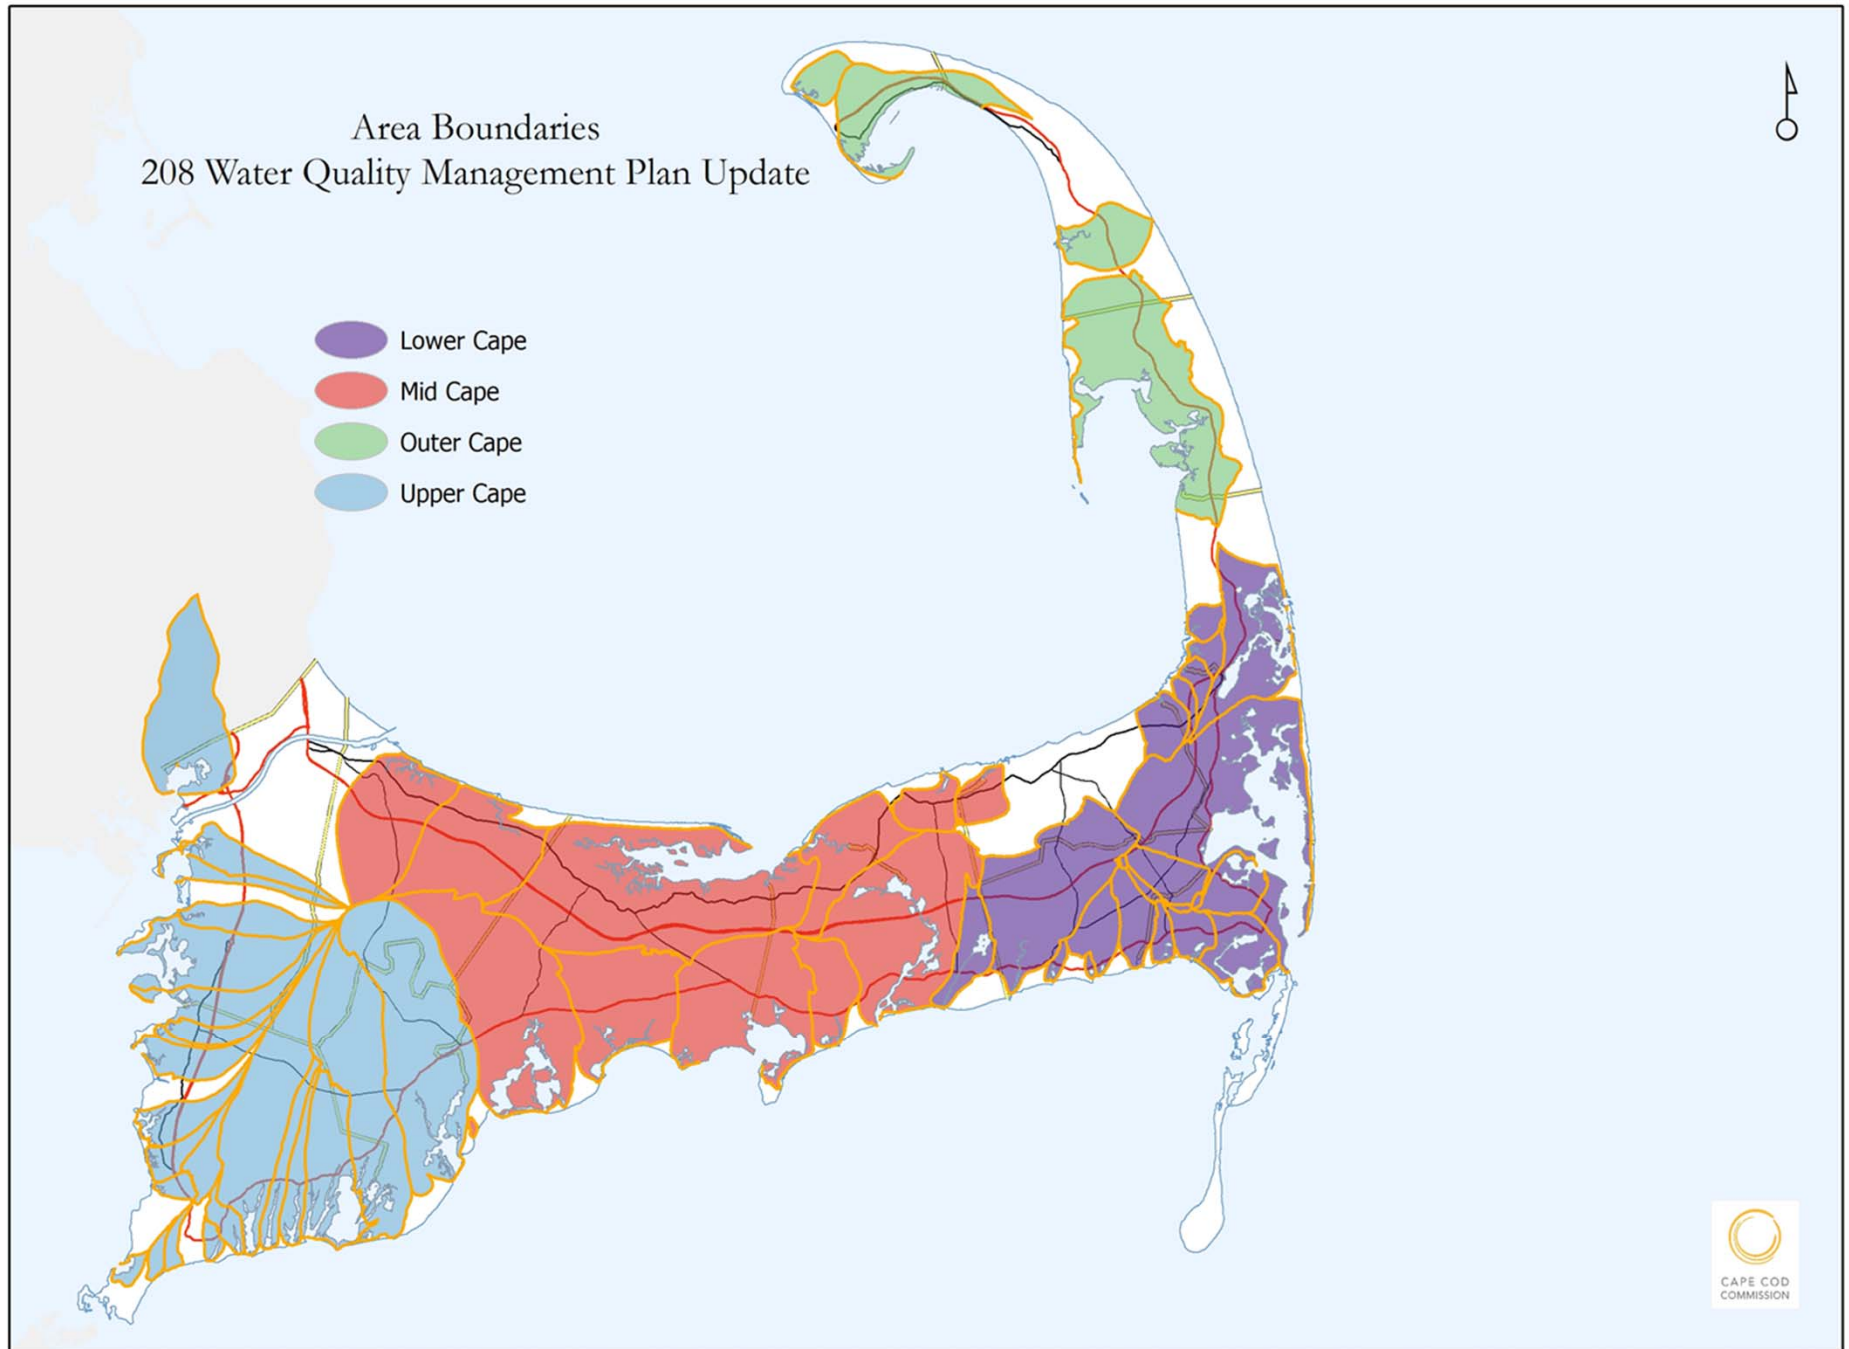 Area Boundaries
208 Water Quality Management Plan Update
Lower Cape
Mid Cape
Outer Cape
Upper Cape
CAPE COD
COMMISSION